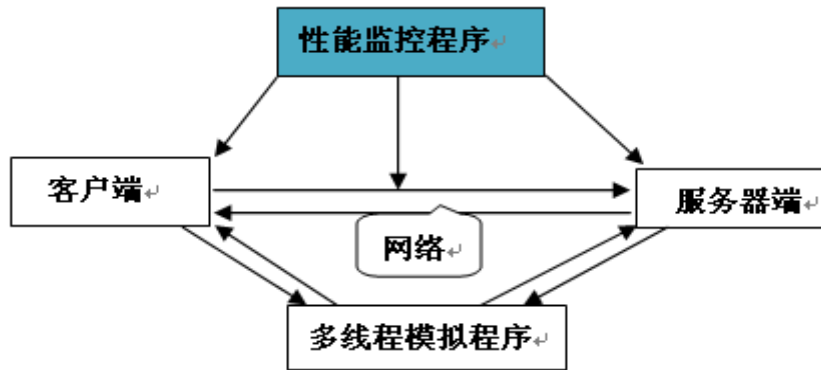 性能监控程序
客户端
服务器端
网络
多线程模拟程序